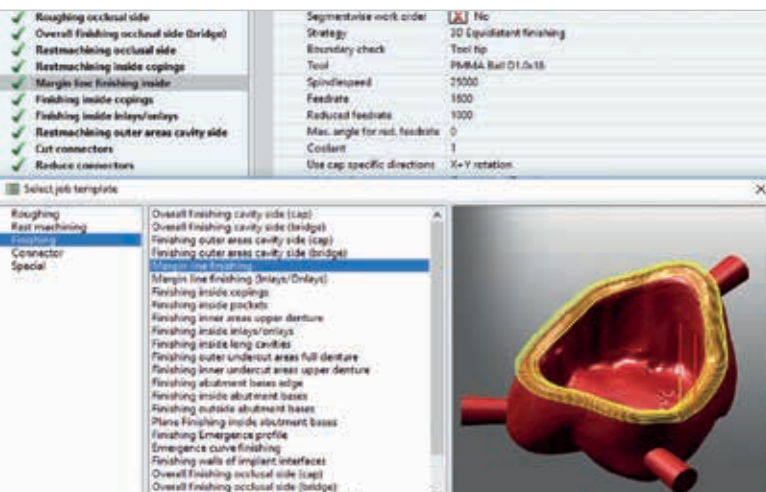 Roughing occlusal side
Overall finishing occlusal side (bridge)
Restmachining occlusal side
Restmachining inside copings
Margin line finishing inside
Finishing inside copings
Finishing inside inlays/onlays
Restmachining outer areas cavity side
Cut connectors
Reduce connectors
Segmentwise work order No
Strategy 3D Equidistant finishing
Boundary check Tool tip
Tool PMMA Ball D1.0x16
Spindlespeed 25000
Feedrate 1600
Reduced feedrate 1000
Max. angle for red. feedrate 0
Coolant 1
Use cap specific directions X+Y rotation
Select job template
Roughing
Rest machining
Finishing
Connector
Special
Overall finishing cavity side (cap)
Overall finishing cavity side (bridge)
Finishing outer areas cavity side (cap)
Finishing outer areas cavity side (bridge)
Margin line finishing
Margin line finishing (Inlays/Onlays)
Finishing inside copings
Finishing inside pockets
Finishing inner areas upper denture
Finishing inside inlays/onlays
Finishing inside long cavities
Finishing outer undercut areas full denture
Finishing inner undercut areas upper denture
Finishing abutment bases edge
Finishing inside abutment bases
Finishing outside abutment bases
Plane Finishing inside abutment bases
Finishing Emergence profile
Emergence curve finishing
Finishing walls of implant interfaces
Overall finishing occlusal side (cap)
Overall finishing occlusal side (bridge)